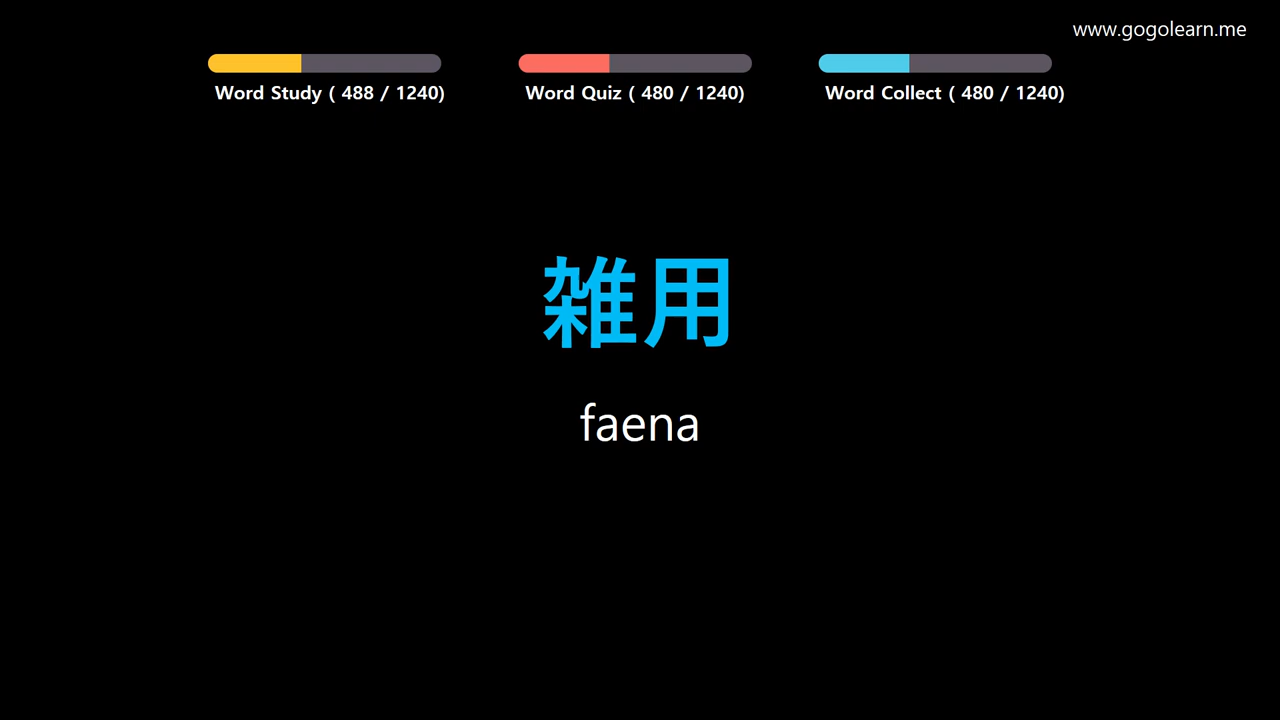 www.gogolearn.me
Word Study ( 488 / 1240)
Word Quiz ( 480 / 1240)
Word Collect ( 480 / 1240)
雑用
faena